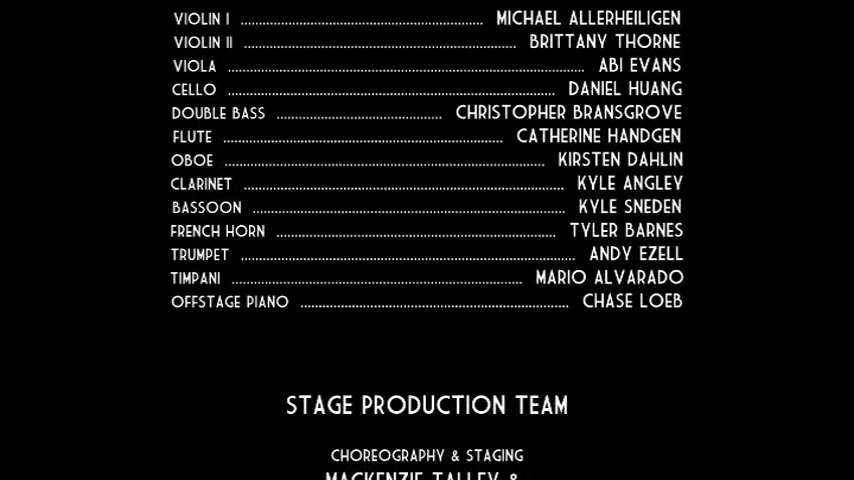 VIOLIN I ........................................................................ MICHAEL ALLERHEILIGEN
VIOLIN II ..................................................................................... BRITTANY THORNE
VIOLA ........................................................................................................... ABI EVANS
CELLO .................................................................................................. DANIEL HUANG
DOUBLE BASS ................................................. CHRISTOPHER BRANSGROVE
FLUTE .................................................................................... CATHERINE HANDGEN
OBOE ................................................................................................ KIRSTEN DAHLIN
CLARINET ................................................................................................ KYLE ANGLEY
BASSOON .............................................................................................. KYLE SNEDEN
FRENCH HORN ..................................................................................... TYLER BARNES
TRUMPET .................................................................................................... ANDY EZELL
TIMPANI ....................................................................................... MARIO ALVARADO
OFFSTAGE PIANO ................................................................................ CHASE LOEB
STAGE PRODUCTION TEAM
CHOREOGRAPHY & STAGING
MACKENZIE TALLEY &